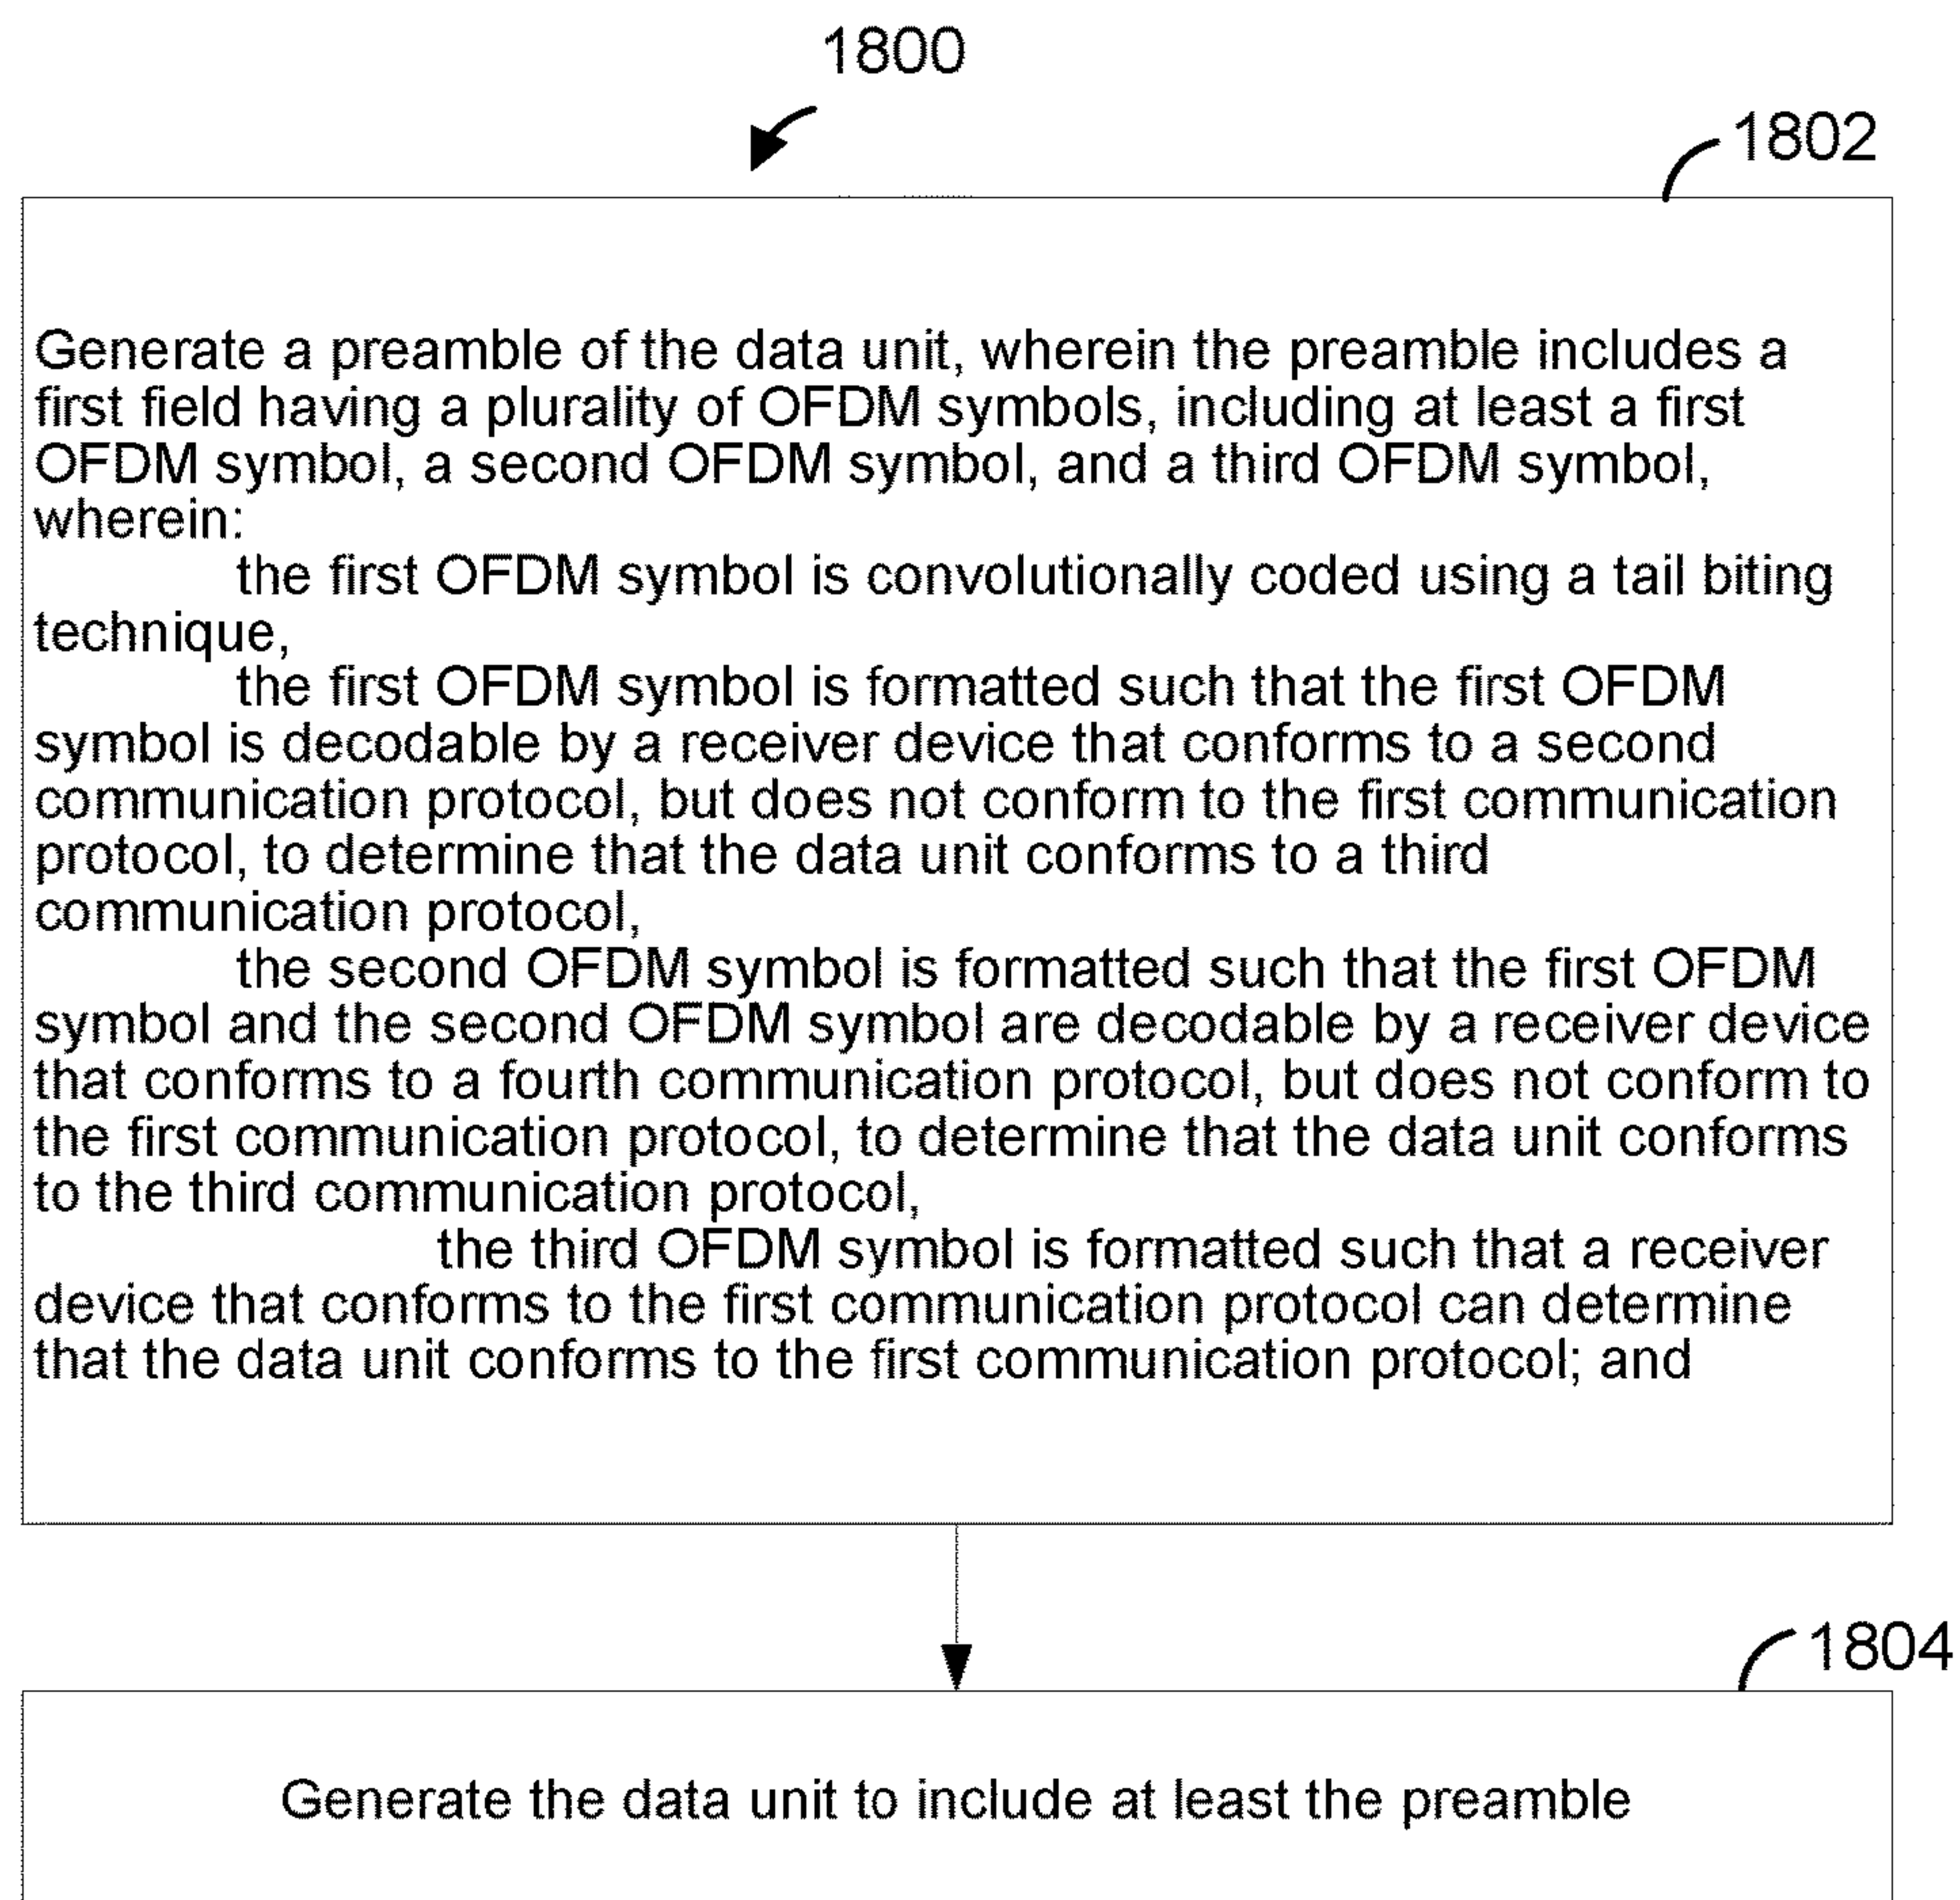 1800
1802
Generate a preamble of the data unit, wherein the preamble includes a
first field having a plurality of OFDM symbols, including at least a first
OFDM symbol, a second OFDM symbol, and a third OFDM symbol,
wherein:
the first OFDM symbol is convolutionally coded using a tail biting
technique,
the first OFDM symbol is formatted such that the first OFDM
symbol is decodable by a receiver device that conforms to a second
communication protocol, but does not conform to the first communication
protocol, to determine that the data unit conforms to a third
communication protocol,
the second OFDM symbol is formatted such that the first OFDM
symbol and the second OFDM symbol are decodable by a receiver device
that conforms to a fourth communication protocol, but does not conform to
the first communication protocol, to determine that the data unit conforms
to the third communication protocol,
the third OFDM symbol is formatted such that a receiver
device that conforms to the first communication protocol can determine
that the data unit conforms to the first communication protocol; and
1804
Generate the data unit to include at least the preamble